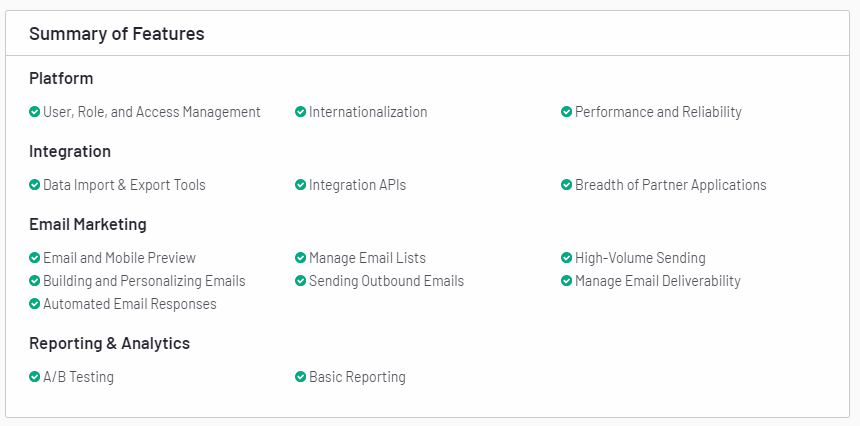 Summary of Features
Platform
User, Role, and Access Management Internationalization Performance and Reliability
Integration
Data Import & Export Tools Integration APIs Breadth of Partner Applications
Email Marketing
Email and Mobile Preview Manage Email Lists High-Volume Sending
Building and Personalizing Emails Sending Outbound Emails Manage Email Deliverability
Automated Email Responses
Reporting & Analytics
A/B Testing Basic Reporting